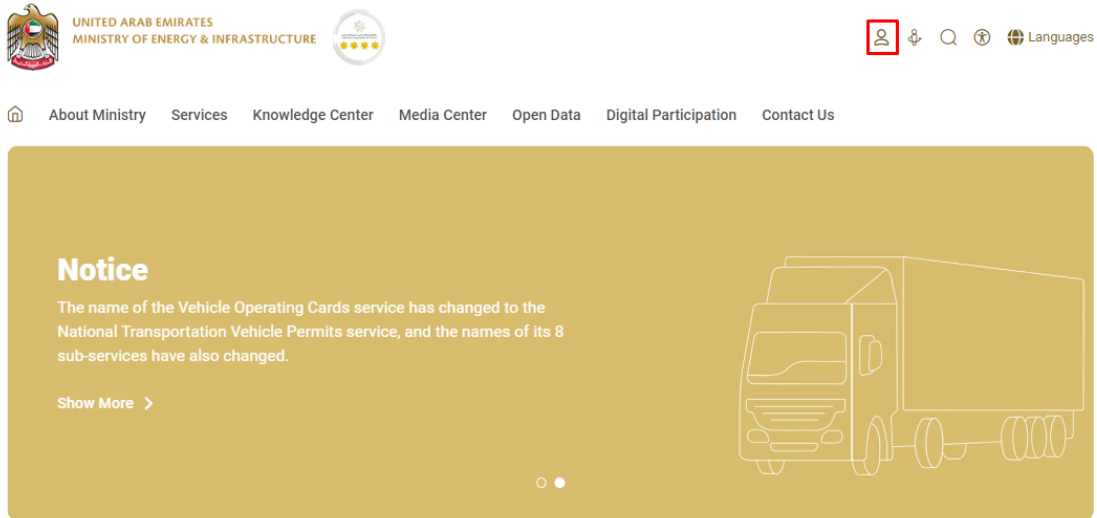 UNITED ARAB EMIRATES
MINISTRY OF ENERGY & INFRASTRUCTURE
Languages
About Ministry Services Knowledge Center Media Center Open Data Digital Participation Contact Us
Notice
The name of the Vehicle Operating Cards service has changed to the
National Transportation Vehicle Permits service, and the names of its 8
sub-services have also changed.
Show More